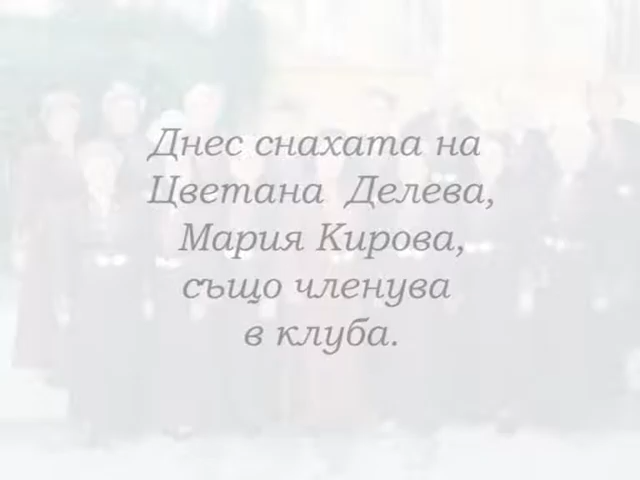 Днес снахата на
Цветана Делева,
Мария Кирова,
също членува
в клуба.